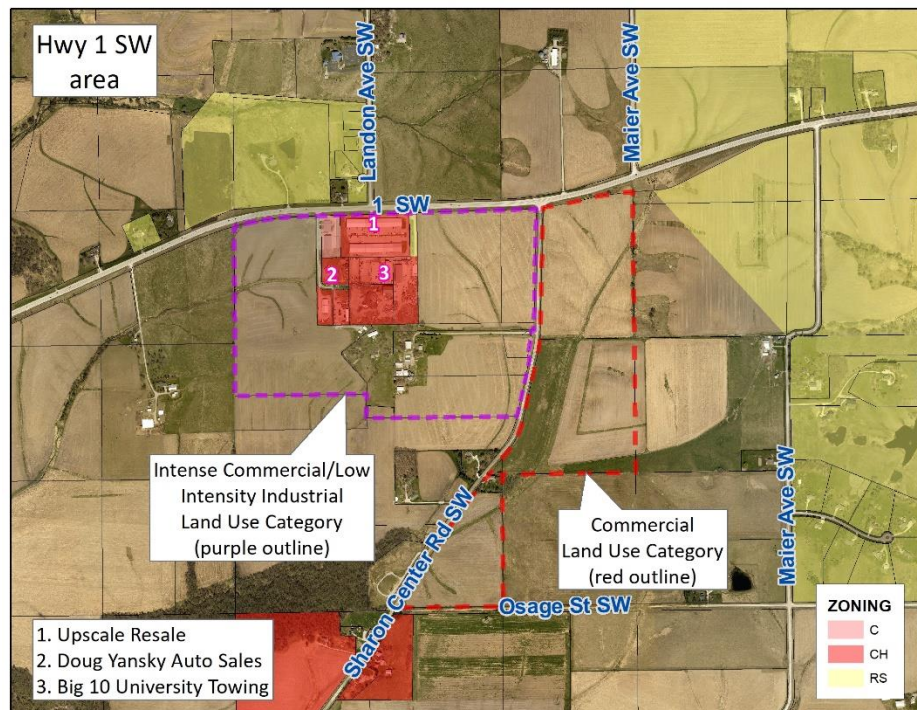 Hwy 1 SW
area
Landon Ave SW
Maier Ave SW
1 SW
1
2
3
Intense Commercial/Low
Intensity Industrial
Land Use Category
(purple outline)
Commercial
Land Use Category
(red outline)
Maier Ave SW
Sharon Center Rd SW
Osage St SW
1. Upscale Resale
2. Doug Yansky Auto Sales
3. Big 10 University Towing
ZONING
C
CH
RS